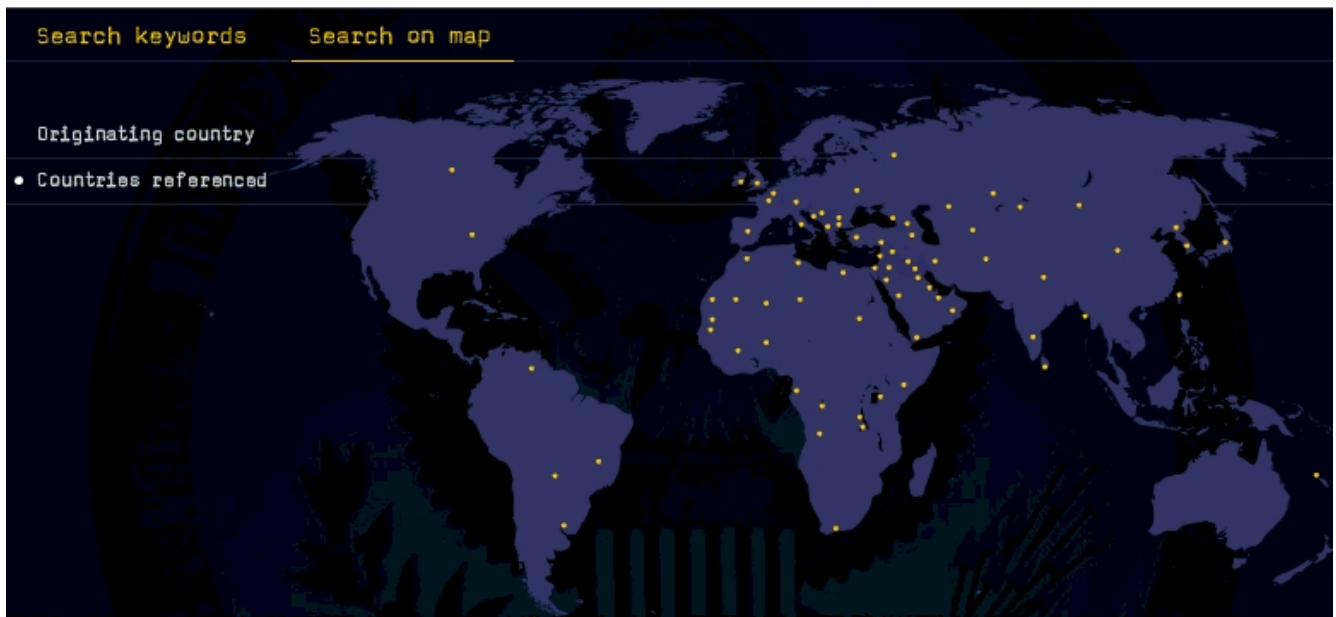 Search keywords
Search on map
Originating country
Countries referenced